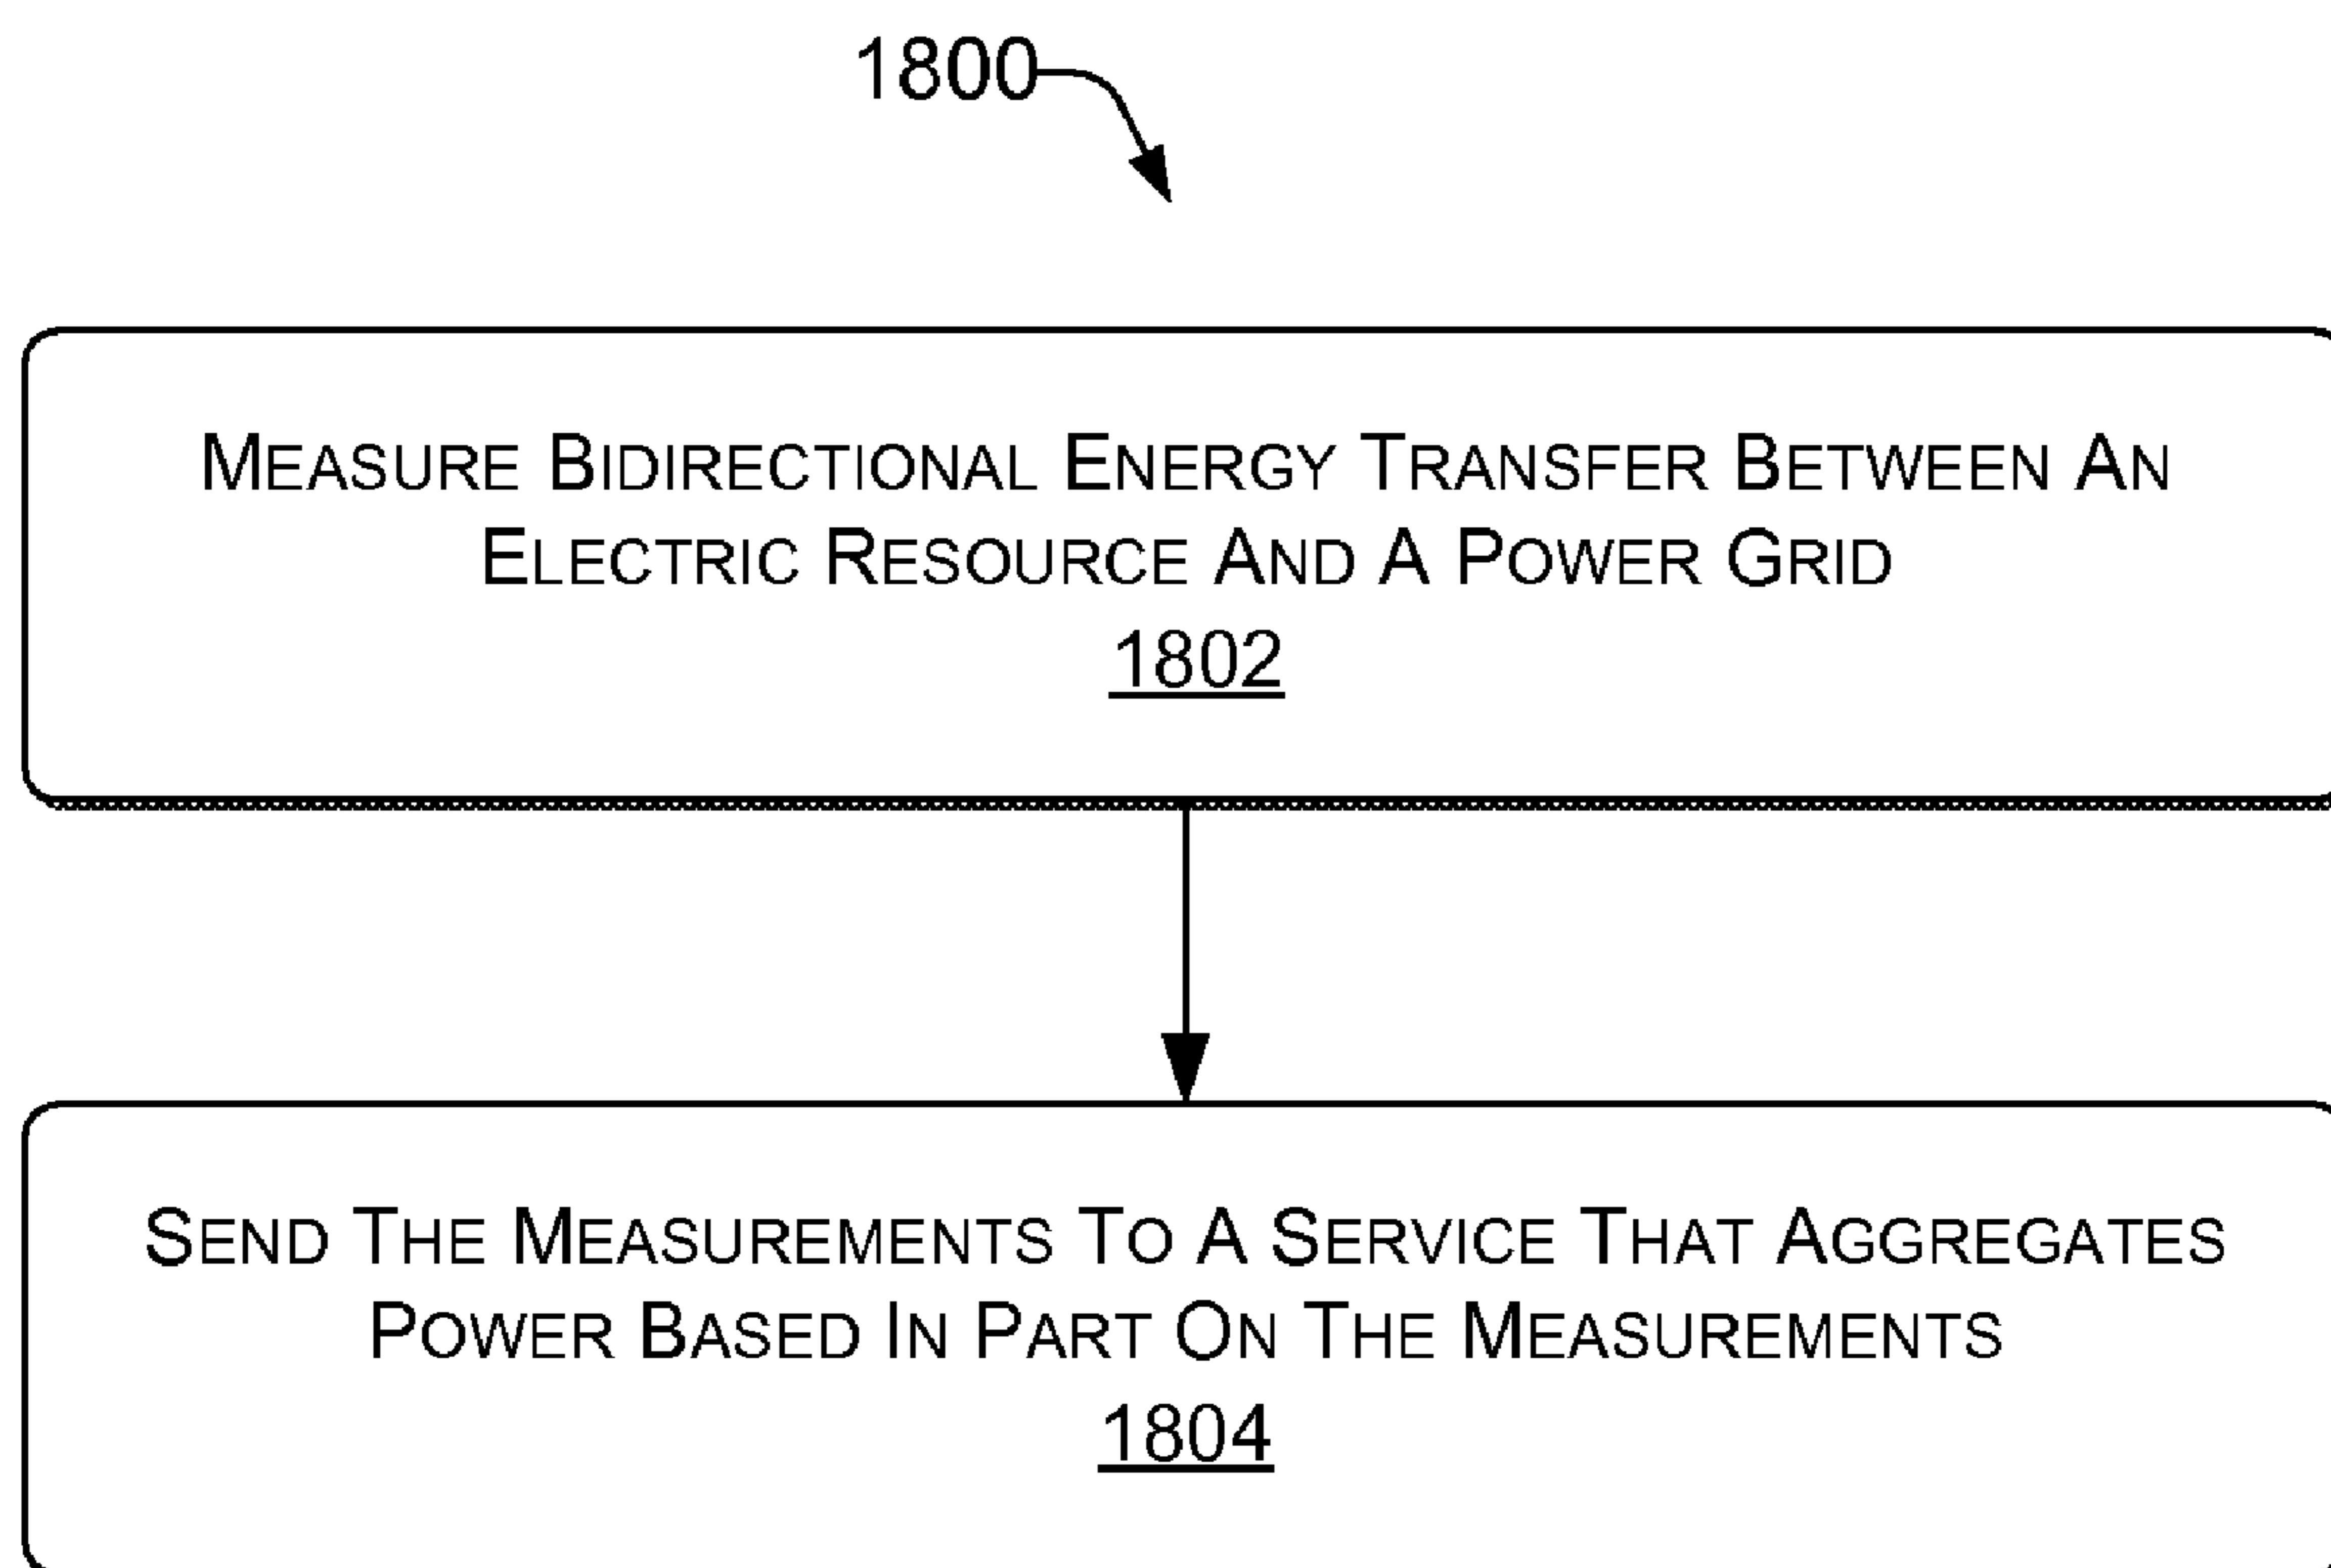 1800
MEASURE BIDIRECTIONAL ENERGY TRANSFER BETWEEN AN
ELECTRIC RESOURCE AND A POWER GRID
1802
SEND THE MEASUREMENTS TO A SERVICE THAT AGGREGATES
POWER BASED IN PART ON THE MEASUREMENTS
1804